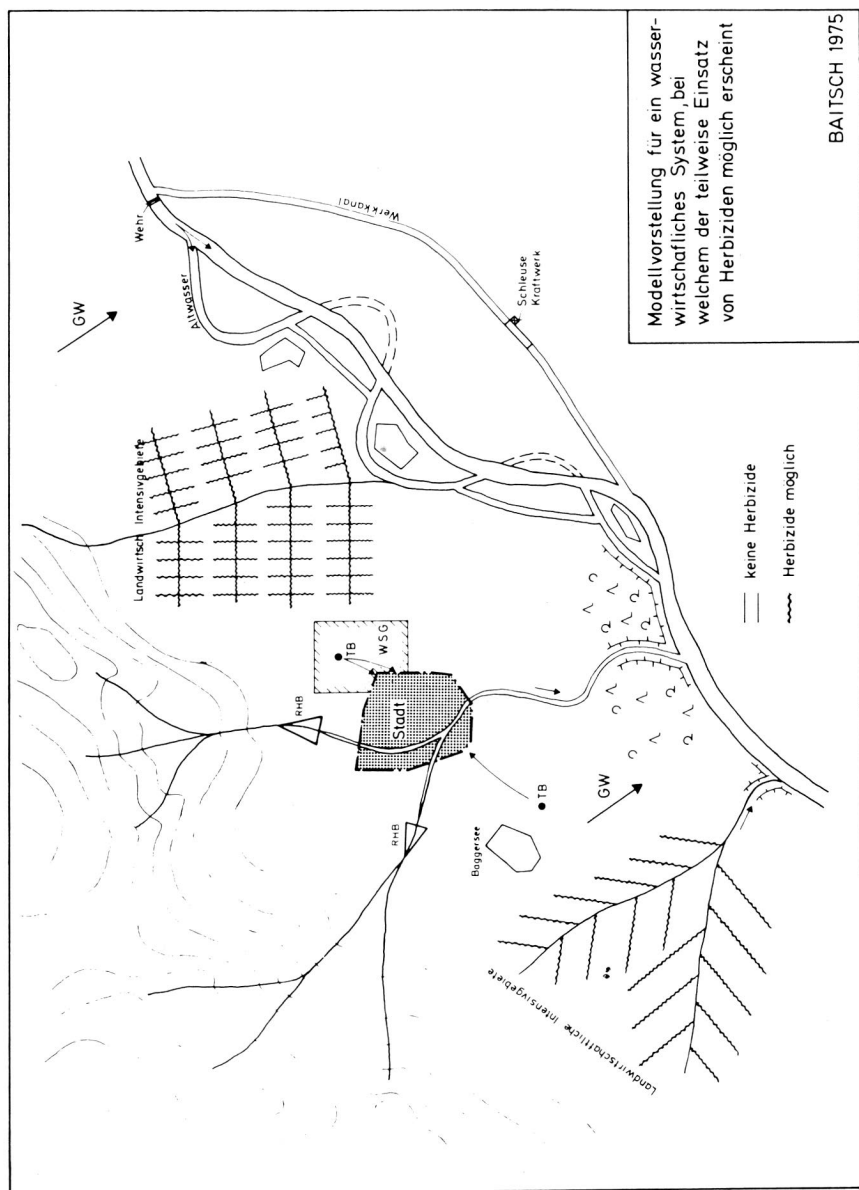 Modellvorstellung für ein wasser-
wirtschafliches System, bei
welchem der teilweise Einsatz
von Herbiziden möglich erscheint
BAITSCH 1975
keine Herbizide
Herbizide möglich
Wehr
Altwasser
Werkkanal
Schleuse
Kraftwerk
GW
Landwirtsch Intensivgebiete
TB
WSG
RHB
Stadt
RHB
TB
GW
Baggersee
Landwirtschaftliche Intensivgebiete